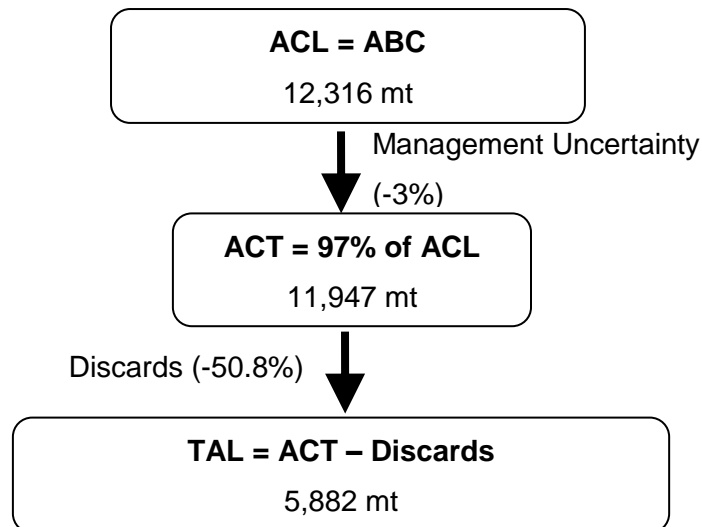 ACL = ABC
12,316 mt
Management Uncertainty
(-3%)
ACT = 97% of ACL
11,947 mt
Discards (-50.8%)
TAL = ACT – Discards
5,882 mt